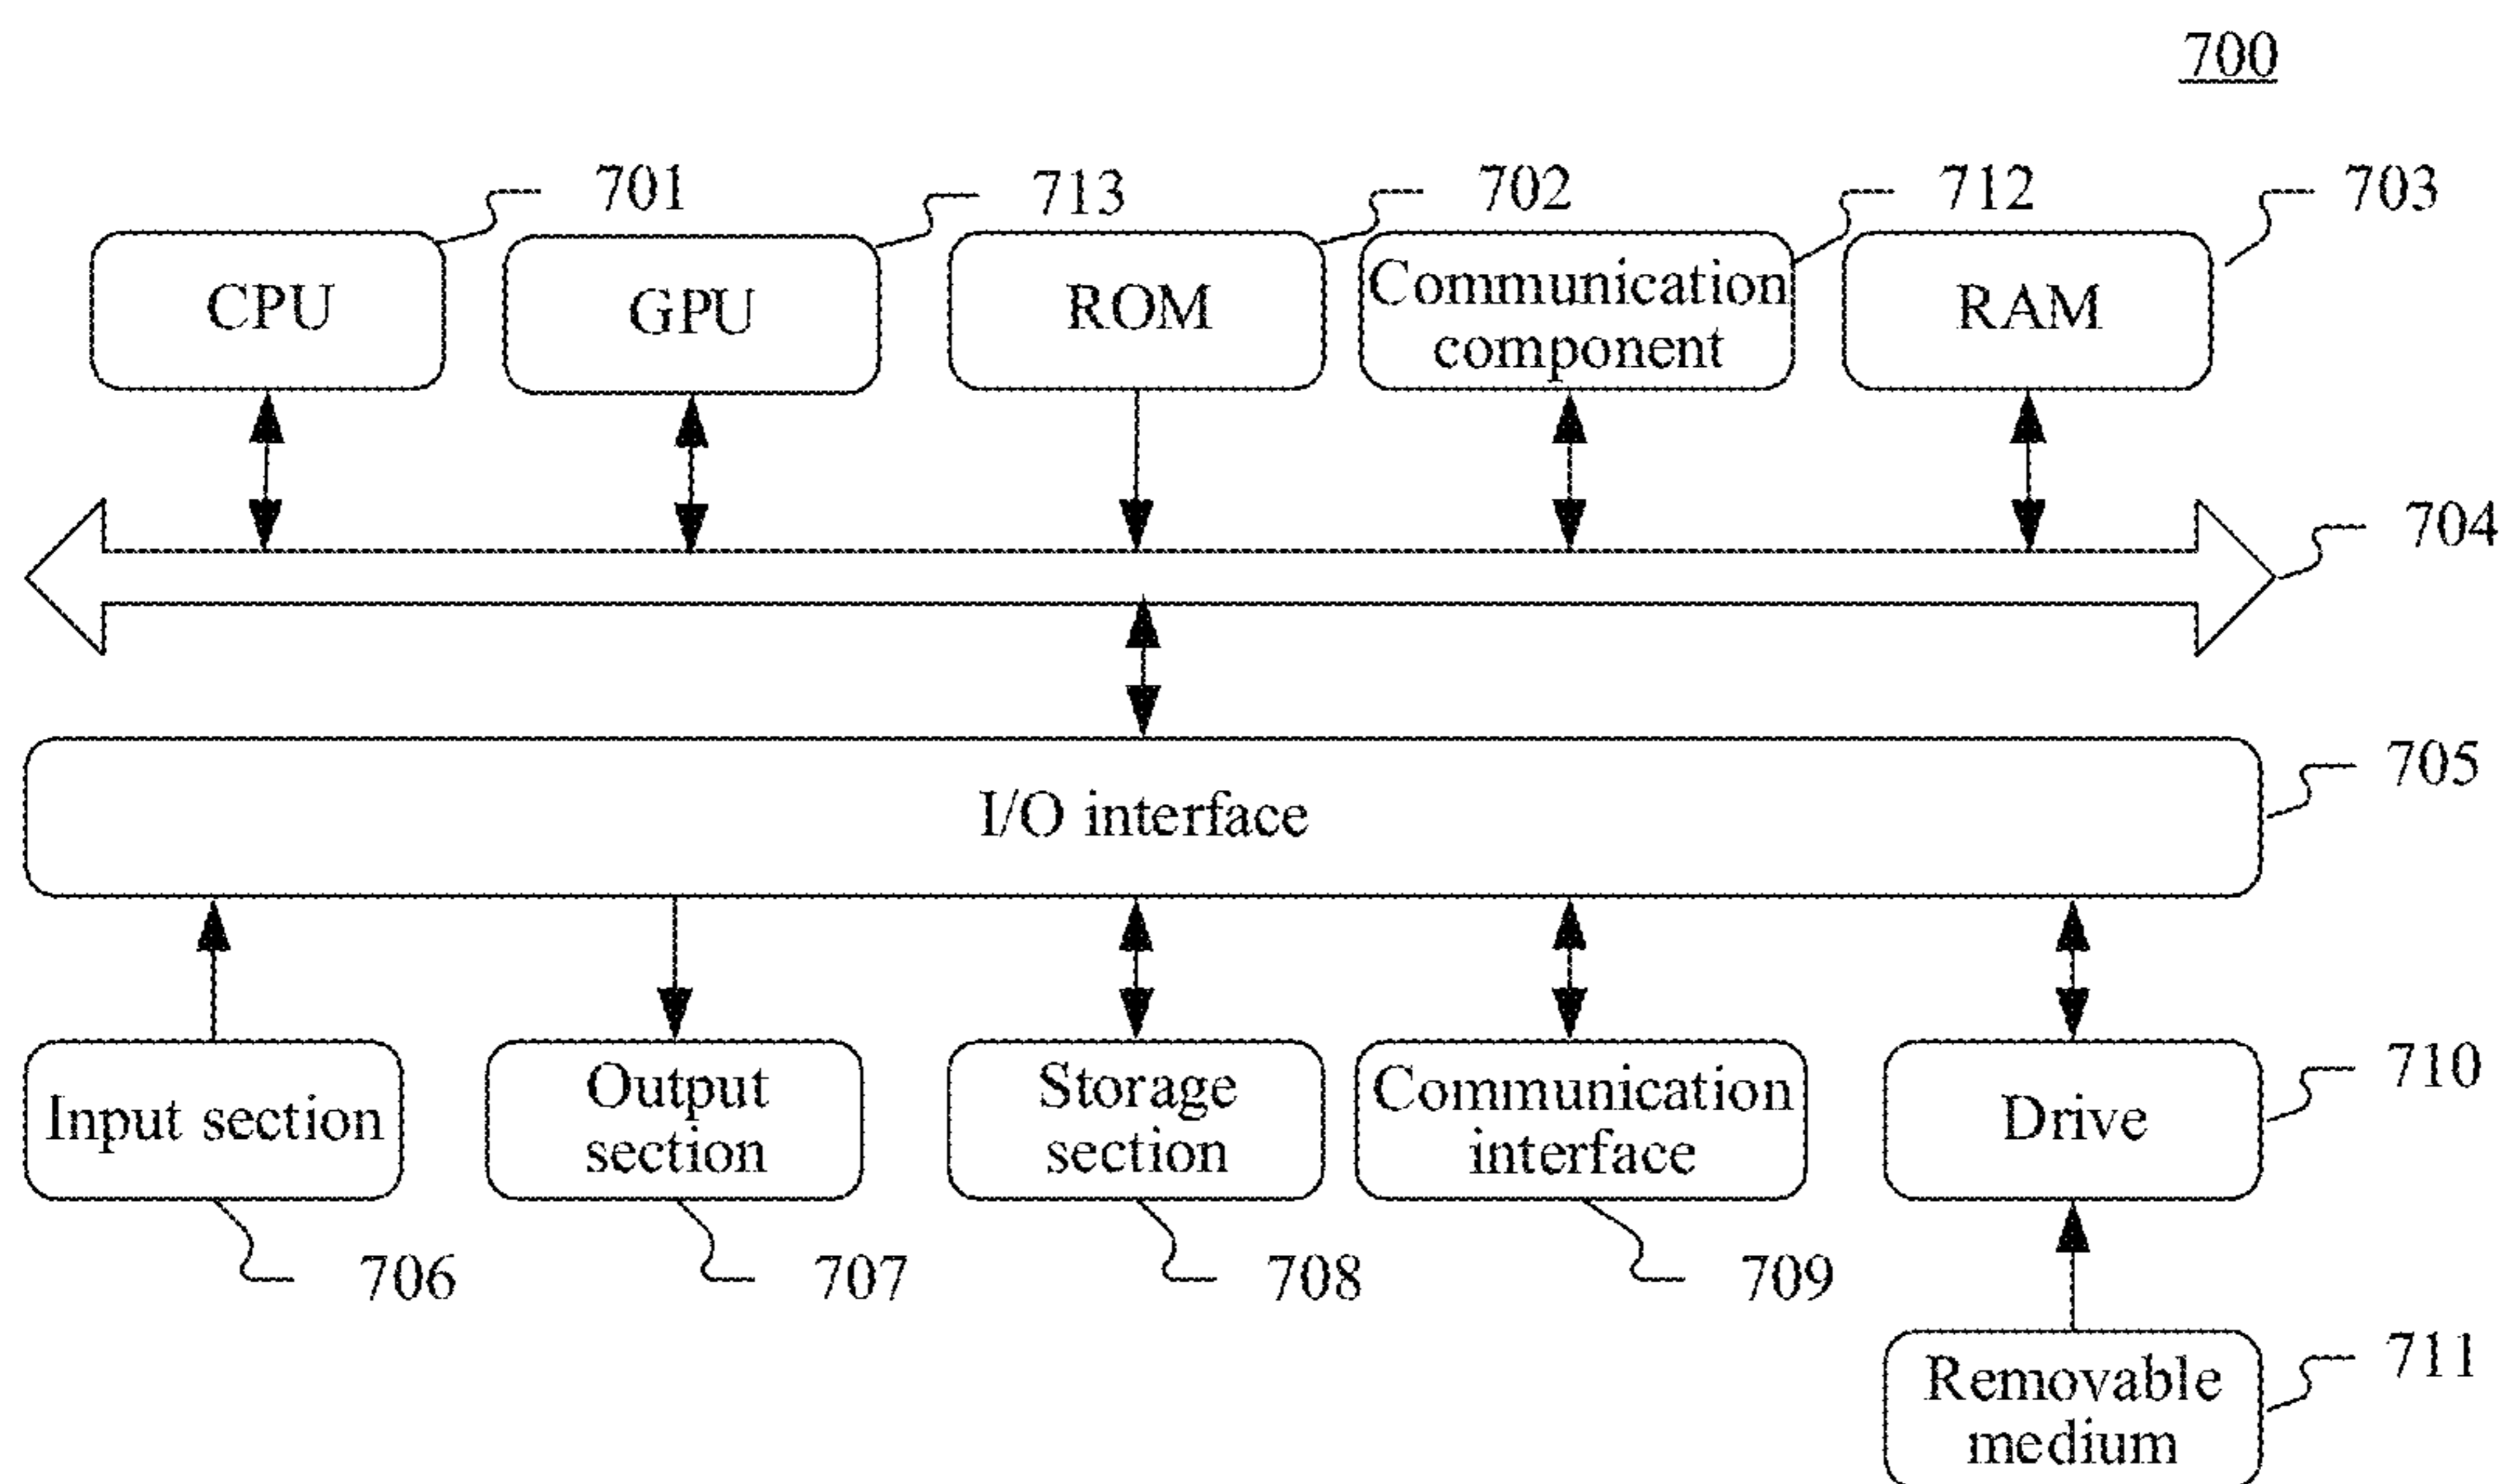 700
701
713
702
712
703
CPU
GPU
ROM
Communication
component
RAM
704
705
I/O interface
Input section
Output
section
Storage
section
Communication
interface
Drive
710
706
707
708
709
Removable
medium
711